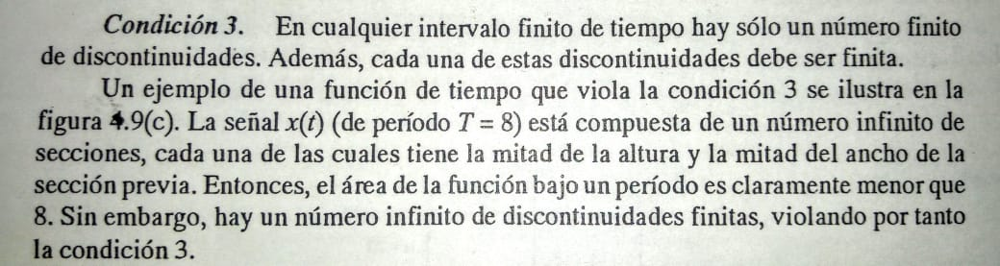 Condición 3. En cualquier intervalo finito de tiempo hay sólo un número finito
de discontinuidades. Además, cada una de estas discontinuidades debe ser finita.
Un ejemplo de una función de tiempo que viola la condición 3 se ilustra en la
figura 4.9(c). La señal x(t) (de período T = 8) está compuesta de un número infinito de
secciones, cada una de las cuales tiene la mitad de la altura y la mitad del ancho de la
sección previa. Entonces, el área de la función bajo un período es claramente menor que
8. Sin embargo, hay un número infinito de discontinuidades finitas, violando por tanto
la condición 3.